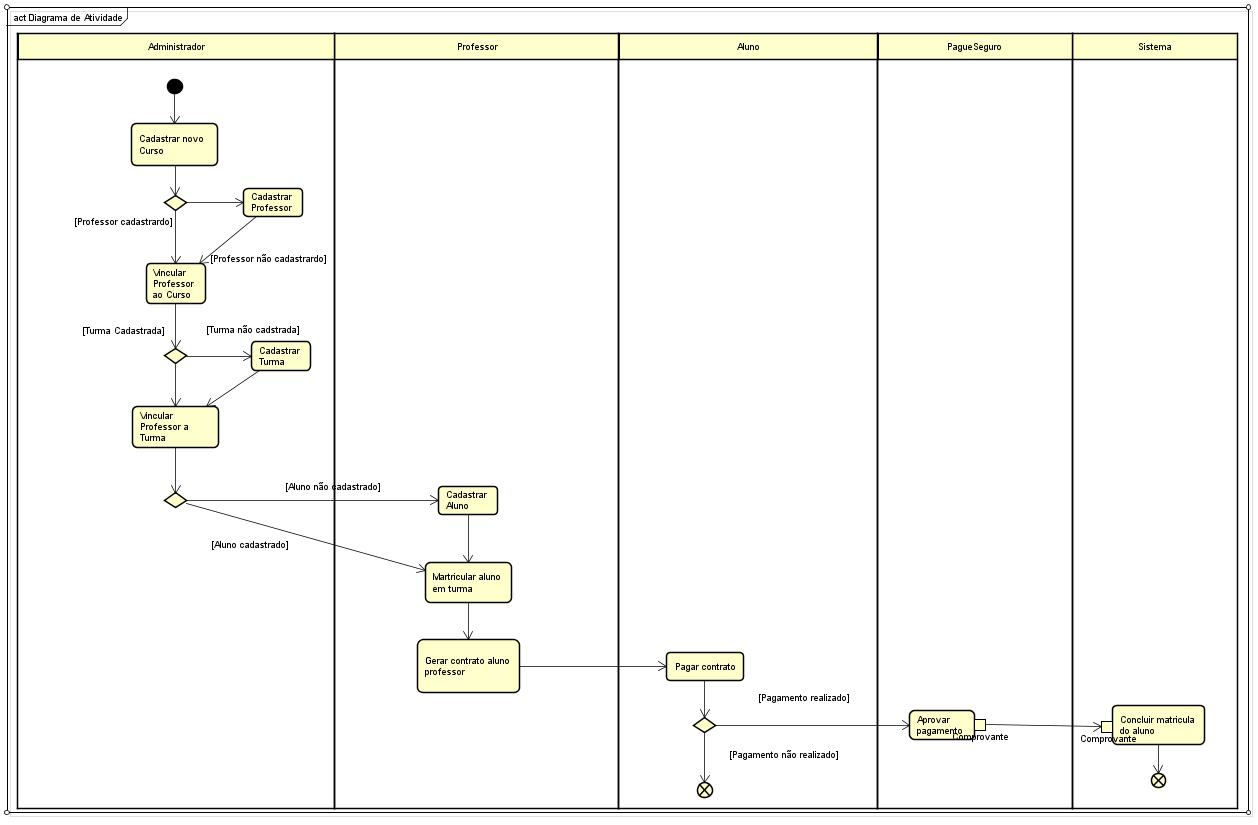 act Diagrama de Atividade
Administrador
Professor
Aluno
PagueSeguro
Sistema
Cadastrar novo
Curso
Cadastrar
Professor
[Professor cadastrardo]
[Professor não cadastrardo]
Vincular
Professor
ao Curso
[Turma Cadastrada]
[Turma não cadstrada]
Cadastrar
Turma
Vincular
Professor a
Turma
[Aluno não cadastrado]
Cadastrar
Aluno
[Aluno cadastrado]
Martricular aluno
em turma
Gerar contrato aluno
professor
Pagar contrato
[Pagamento realizado]
Aprovar
pagamento
Comprovante
Concluir matricula
do aluno
Comprovante
[Pagamento não realizado]